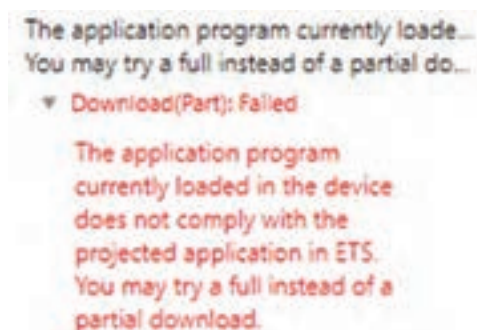 The application program currently loade...
You may try a full instead of a partial do...
Download(Part): Failed
The application program
currently loaded in the device
does not comply with the
projected application in ETS.
You may try a full instead of a
partial download.